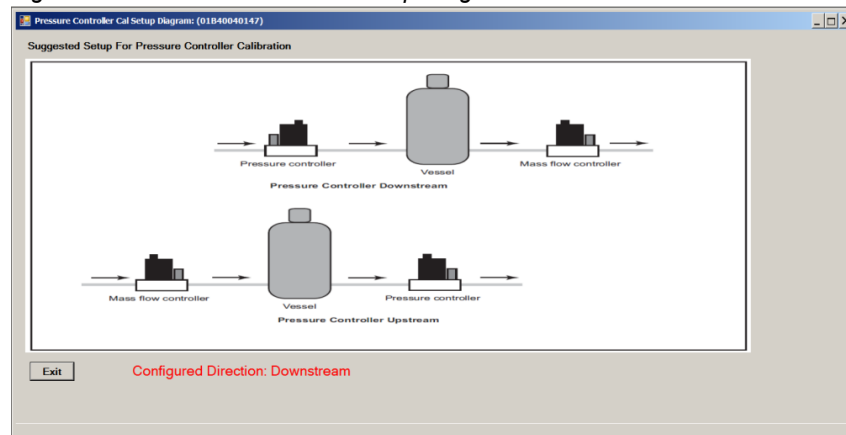 Pressure Controller Cal Setup Diagram: (01B40040147)
Suggested Setup For Pressure Controller Calibration
Pressure controller
Vessel
Mass flow controller
Pressure Controller Downstream
Mass flow controller
Vessel
Pressure controller
Pressure Controller Upstream
Exit
Configured Direction: Downstream